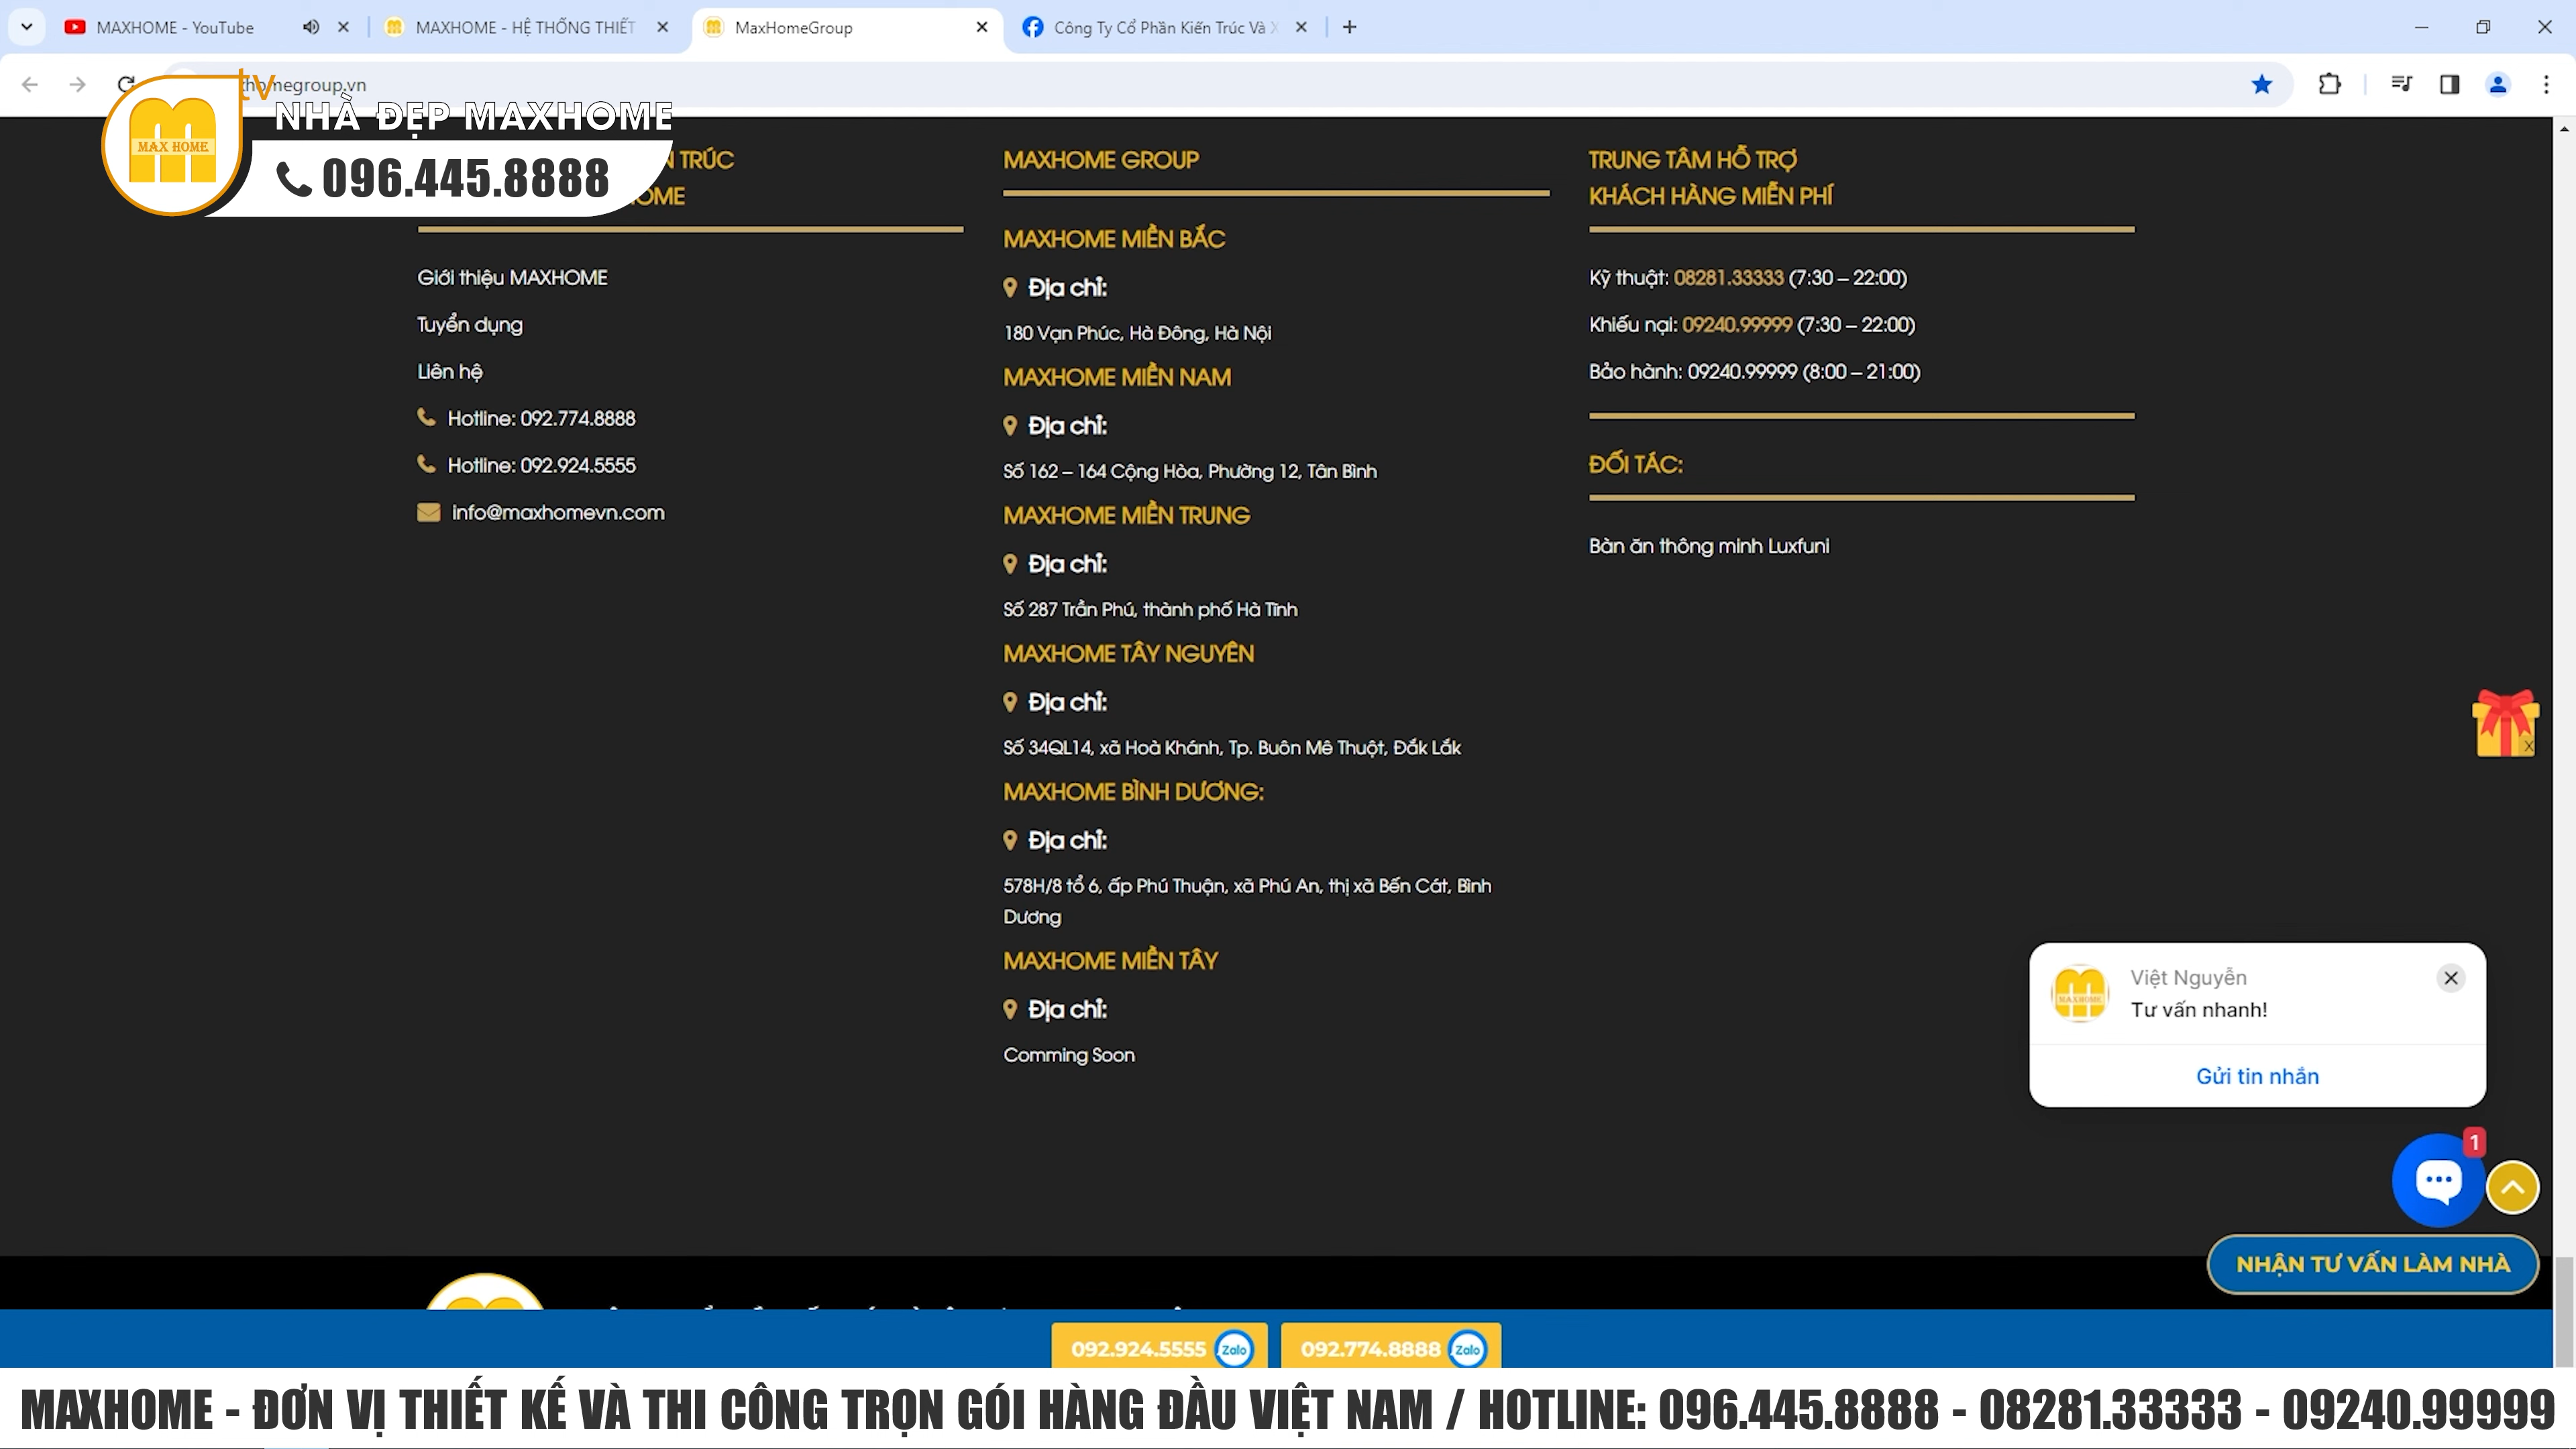 MAXHOME - YouTube
MAXHOME - HỆ THỐNG THIẾT
MaxHomeGroup
Công Ty Cổ Phần Kiến Trúc Và X
homegroup.vn
tv
NHÀ ĐẸP MAXHOME
MAX HOME
096.445.8888
TRÚC
HOME
Giới thiệu MAXHOME
Tuyển dụng
Liên hệ
Hotline: 092.774.8888
Hotline: 092.924.5555
info@maxhomevn.com
MAXHOME GROUP
MAXHOME MIỀN BẮC
Địa chỉ:
180 Vạn Phúc, Hà Đông, Hà Nội
MAXHOME MIỀN NAM
Địa chỉ:
Số 162 – 164 Cộng Hòa, Phường 12, Tân Bình
MAXHOME MIỀN TRUNG
Địa chỉ:
Số 287 Trần Phú, thành phố Hà Tĩnh
MAXHOME TÂY NGUYÊN
Địa chỉ:
Số 34QL14, xã Hoà Khánh, Tp. Buôn Mê Thuột, Đắk Lắk
MAXHOME BÌNH DƯƠNG:
Địa chỉ:
578H/8 tổ 6, ấp Phú Thuận, xã Phú An, thị xã Bến Cát, Bình
Dương
MAXHOME MIỀN TÂY
Địa chỉ:
Comming Soon
TRUNG TÂM HỖ TRỢ
KHÁCH HÀNG MIỄN PHÍ
Kỹ thuật: 08281.33333 (7:30 – 22:00)
Khiếu nại: 09240.99999 (7:30 – 22:00)
Bảo hành: 09240.99999 (8:00 – 21:00)
ĐỐI TÁC:
Bàn ăn thông minh Luxfuni
X
MAXHOME
Việt Nguyễn
Tư vấn nhanh!
Gửi tin nhắn
1
NHẬN TƯ VẤN LÀM NHÀ
092.924.5555 Zalo
092.774.8888 Zalo
MAXHOME - ĐƠN VỊ THIẾT KẾ VÀ THI CÔNG TRỌN GÓI HÀNG ĐẦU VIỆT NAM / HOTLINE: 096.445.8888 - 08281.33333 - 09240.99999